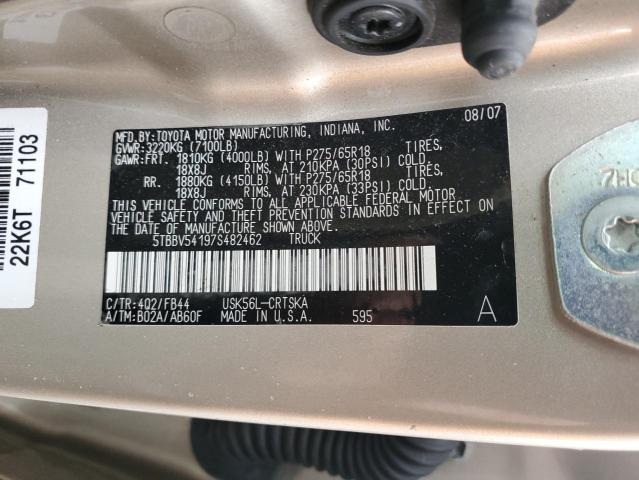 MFD.BY:TOYOTA MOTOR MANUFACTURING, INDIANA, INC. 08/07
GVWR:3220KG (7100LB)
GAWR:FRT. 1810KG (4000LB) WITH P275/65R18 TIRES,
18X8J RIMS, AT 210KPA (30PSI) COLD.
RR. 1880KG (4150LB) WITH P275/65R18 TIRES,
18X8J RIMS, AT 230KPA (33PSI) COLD.
THIS VEHICLE CONFORMS TO ALL APPLICABLE FEDERAL MOTOR
VEHICLE SAFETY AND THEFT PREVENTION STANDARDS IN EFFECT ON
THE DATE OF MANUFACTURE SHOWN ABOVE.
5TBBV54197S482462 TRUCK
C/TR:4Q2/FB44 USK56L-CRTSKA
A/TM:B02A/AB60F MADE IN U.S.A. 595 A
22K6T 71103
7H